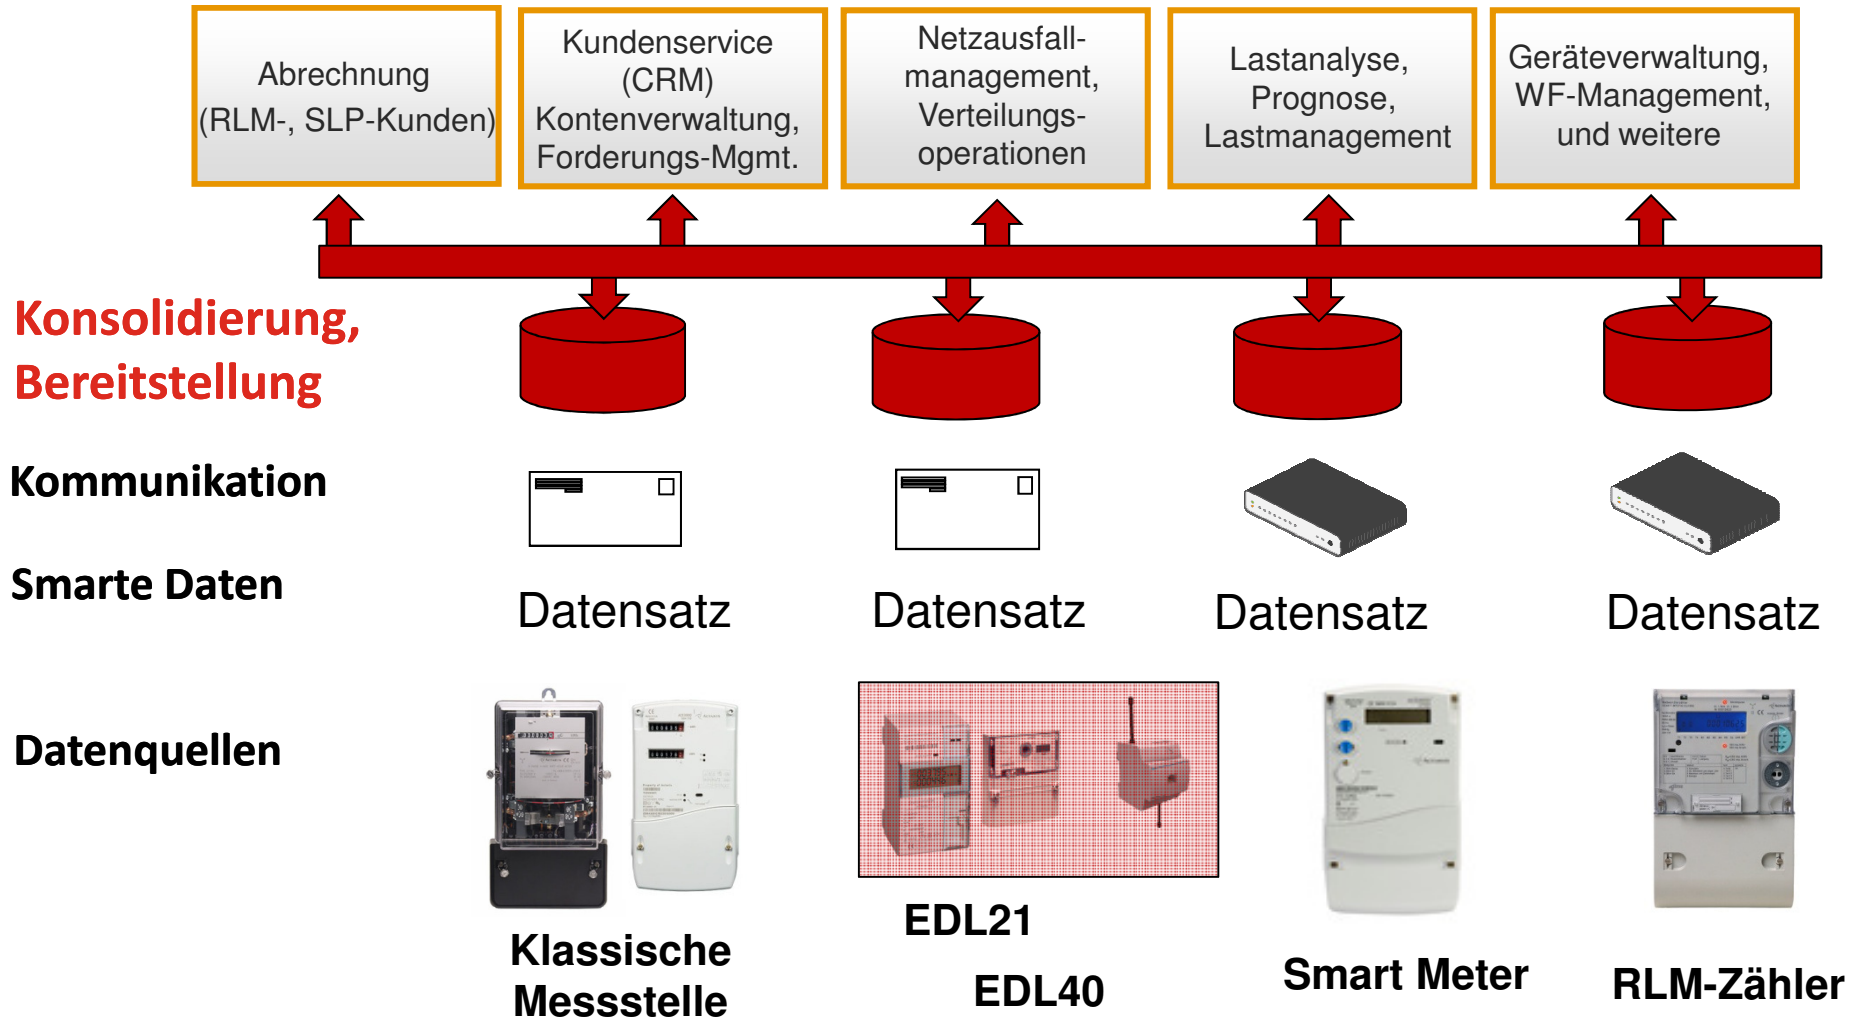 Abrechnung
(RLM-, SLP-Kunden)
Kundenservice
(CRM)
Kontenverwaltung,
Forderungs-Mgmt.
Netzausfall-
management,
Verteilungs-
operationen
Lastanalyse,
Prognose,
Lastmanagement
Geräteverwaltung,
WF-Management,
und weitere
Konsolidierung,
Bereitstellung
Kommunikation
Smarte Daten
Datensatz
Datensatz
Datensatz
Datensatz
Datenquellen
Klassische
Messstelle
EDL21
EDL40
Smart Meter
RLM-Zähler